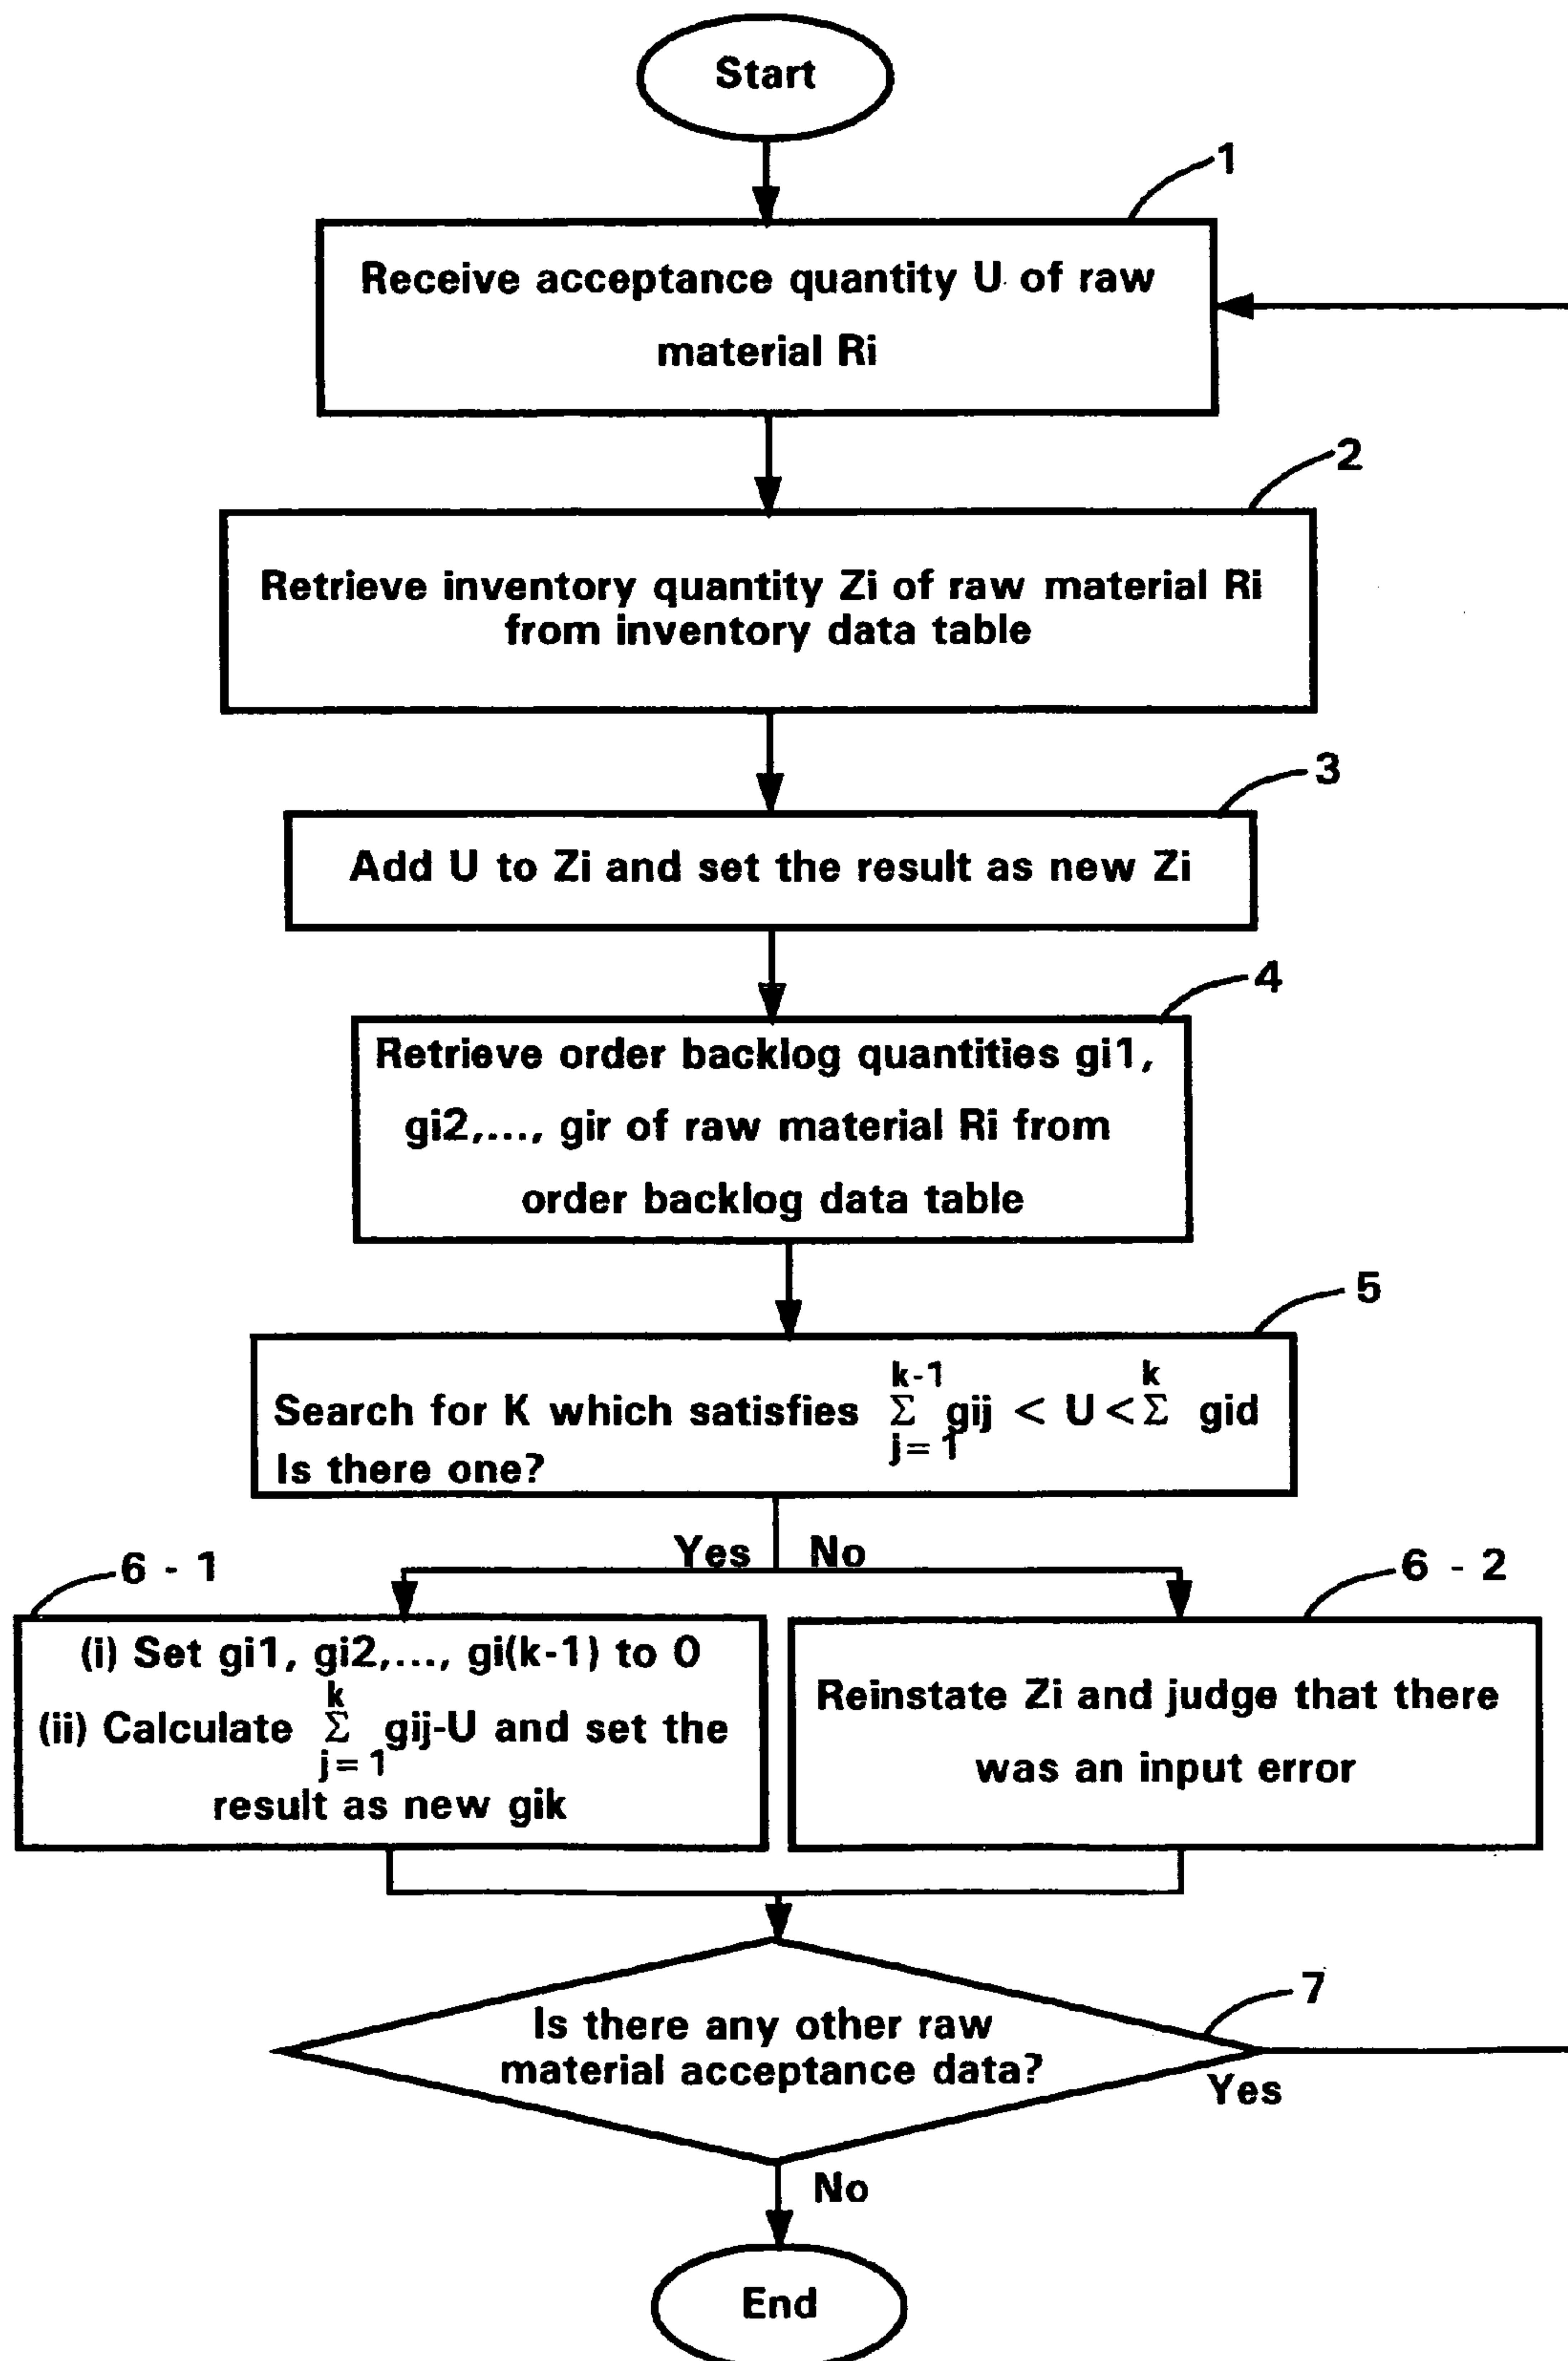 Start
1
Receive acceptance quantity U of raw
material Ri
2
Retrieve inventory quantity Zi of raw material Ri
from inventory data table
3
Add U to Zi and set the result as new Zi
4
Retrieve order backlog quantities gi1,
gi2,..., gir of raw material Ri from
order backlog data table
5
Search for K which satisfies k-1 Σ j=1 gij < U < k Σ gid
Is there one?
Yes No
6 - 1
6 - 2
(i) Set gi1, gi2,..., gi(k-1) to 0
(ii) Calculate k Σ j=1 gij-U and set the
result as new gik
Reinstate Zi and judge that there
was an input error
7
Is there any other raw
material acceptance data?
Yes
No
End